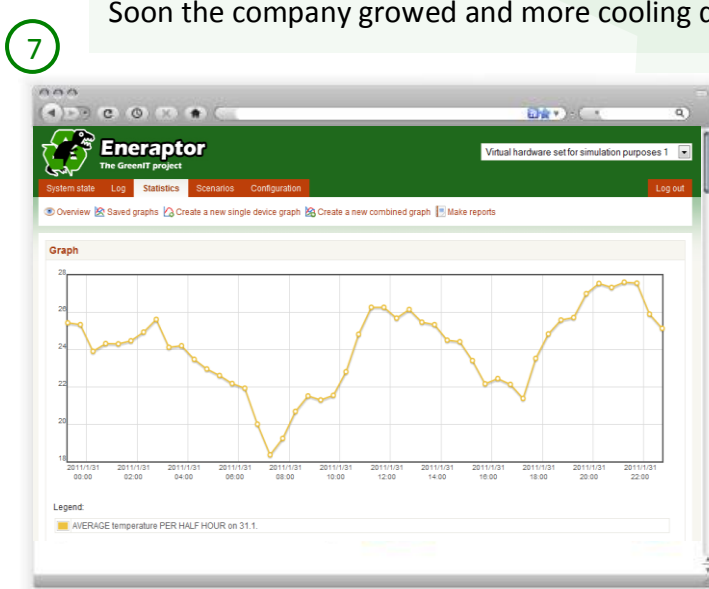 Soon the company growed and more cooling
7
Eneraptor
The GreenIT project
Virtual hardware set for simulation purposes 1
System state Log Statistics Scenarios Configuration Log out
Overview Saved graphs Create a new single device graph Create a new combined graph Make reports
Graph
28
26
24
22
20
18
2011/1/31 2011/1/31 2011/1/31 2011/1/31 2011/1/31 2011/1/31 2011/1/31 2011/1/31 2011/1/31 2011/1/31 2011/1/31 2011/1/31
00:00 02:00 04:00 06:00 08:00 10:00 12:00 14:00 16:00 18:00 20:00 22:00
Legend:
AVERAGE temperature PER HALF HOUR on 31.1.